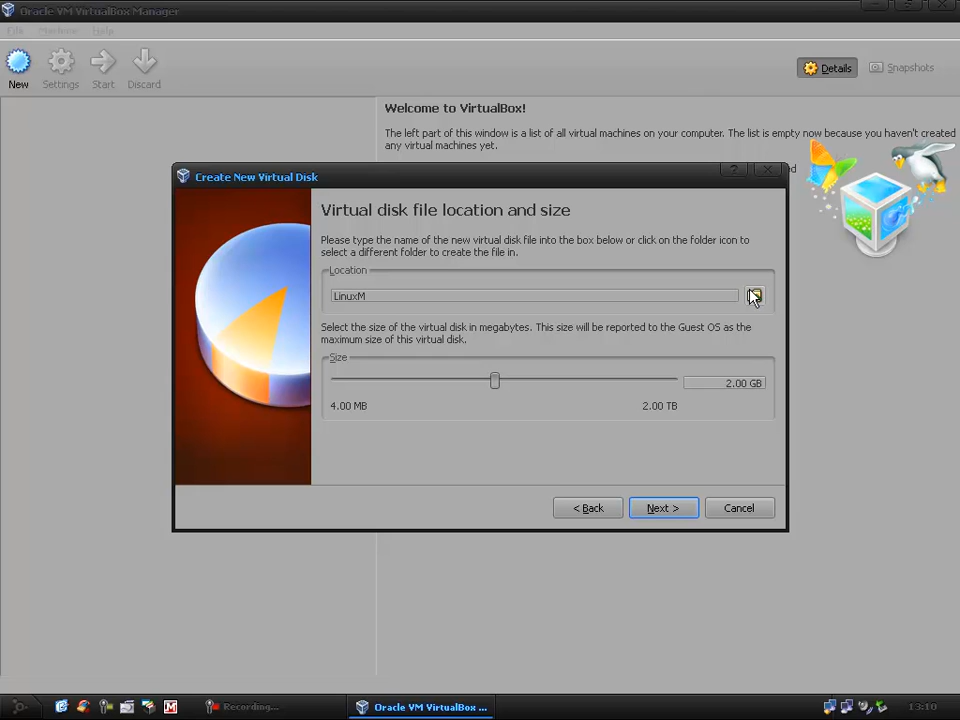 Oracle VM VirtualBox Manager
File Machine Help
New Settings Start Discard
Details Snapshots
Welcome to VirtualBox!
The left part of this window is a list of all virtual machines on your computer. The list is empty now because you haven't created
any virtual machines yet.
Create New Virtual Disk
?
Virtual disk file location and size
Please type the name of the new virtual disk file into the box below or click on the folder icon to
select a different folder to create the file in.
Location
LinuxM
Select the size of the virtual disk in megabytes. This size will be reported to the Guest OS as the
maximum size of this virtual disk.
Size
2.00 GB
4.00 MB 2.00 TB
< Back Next > Cancel
Recording... Oracle VM VirtualBox ... 13:10